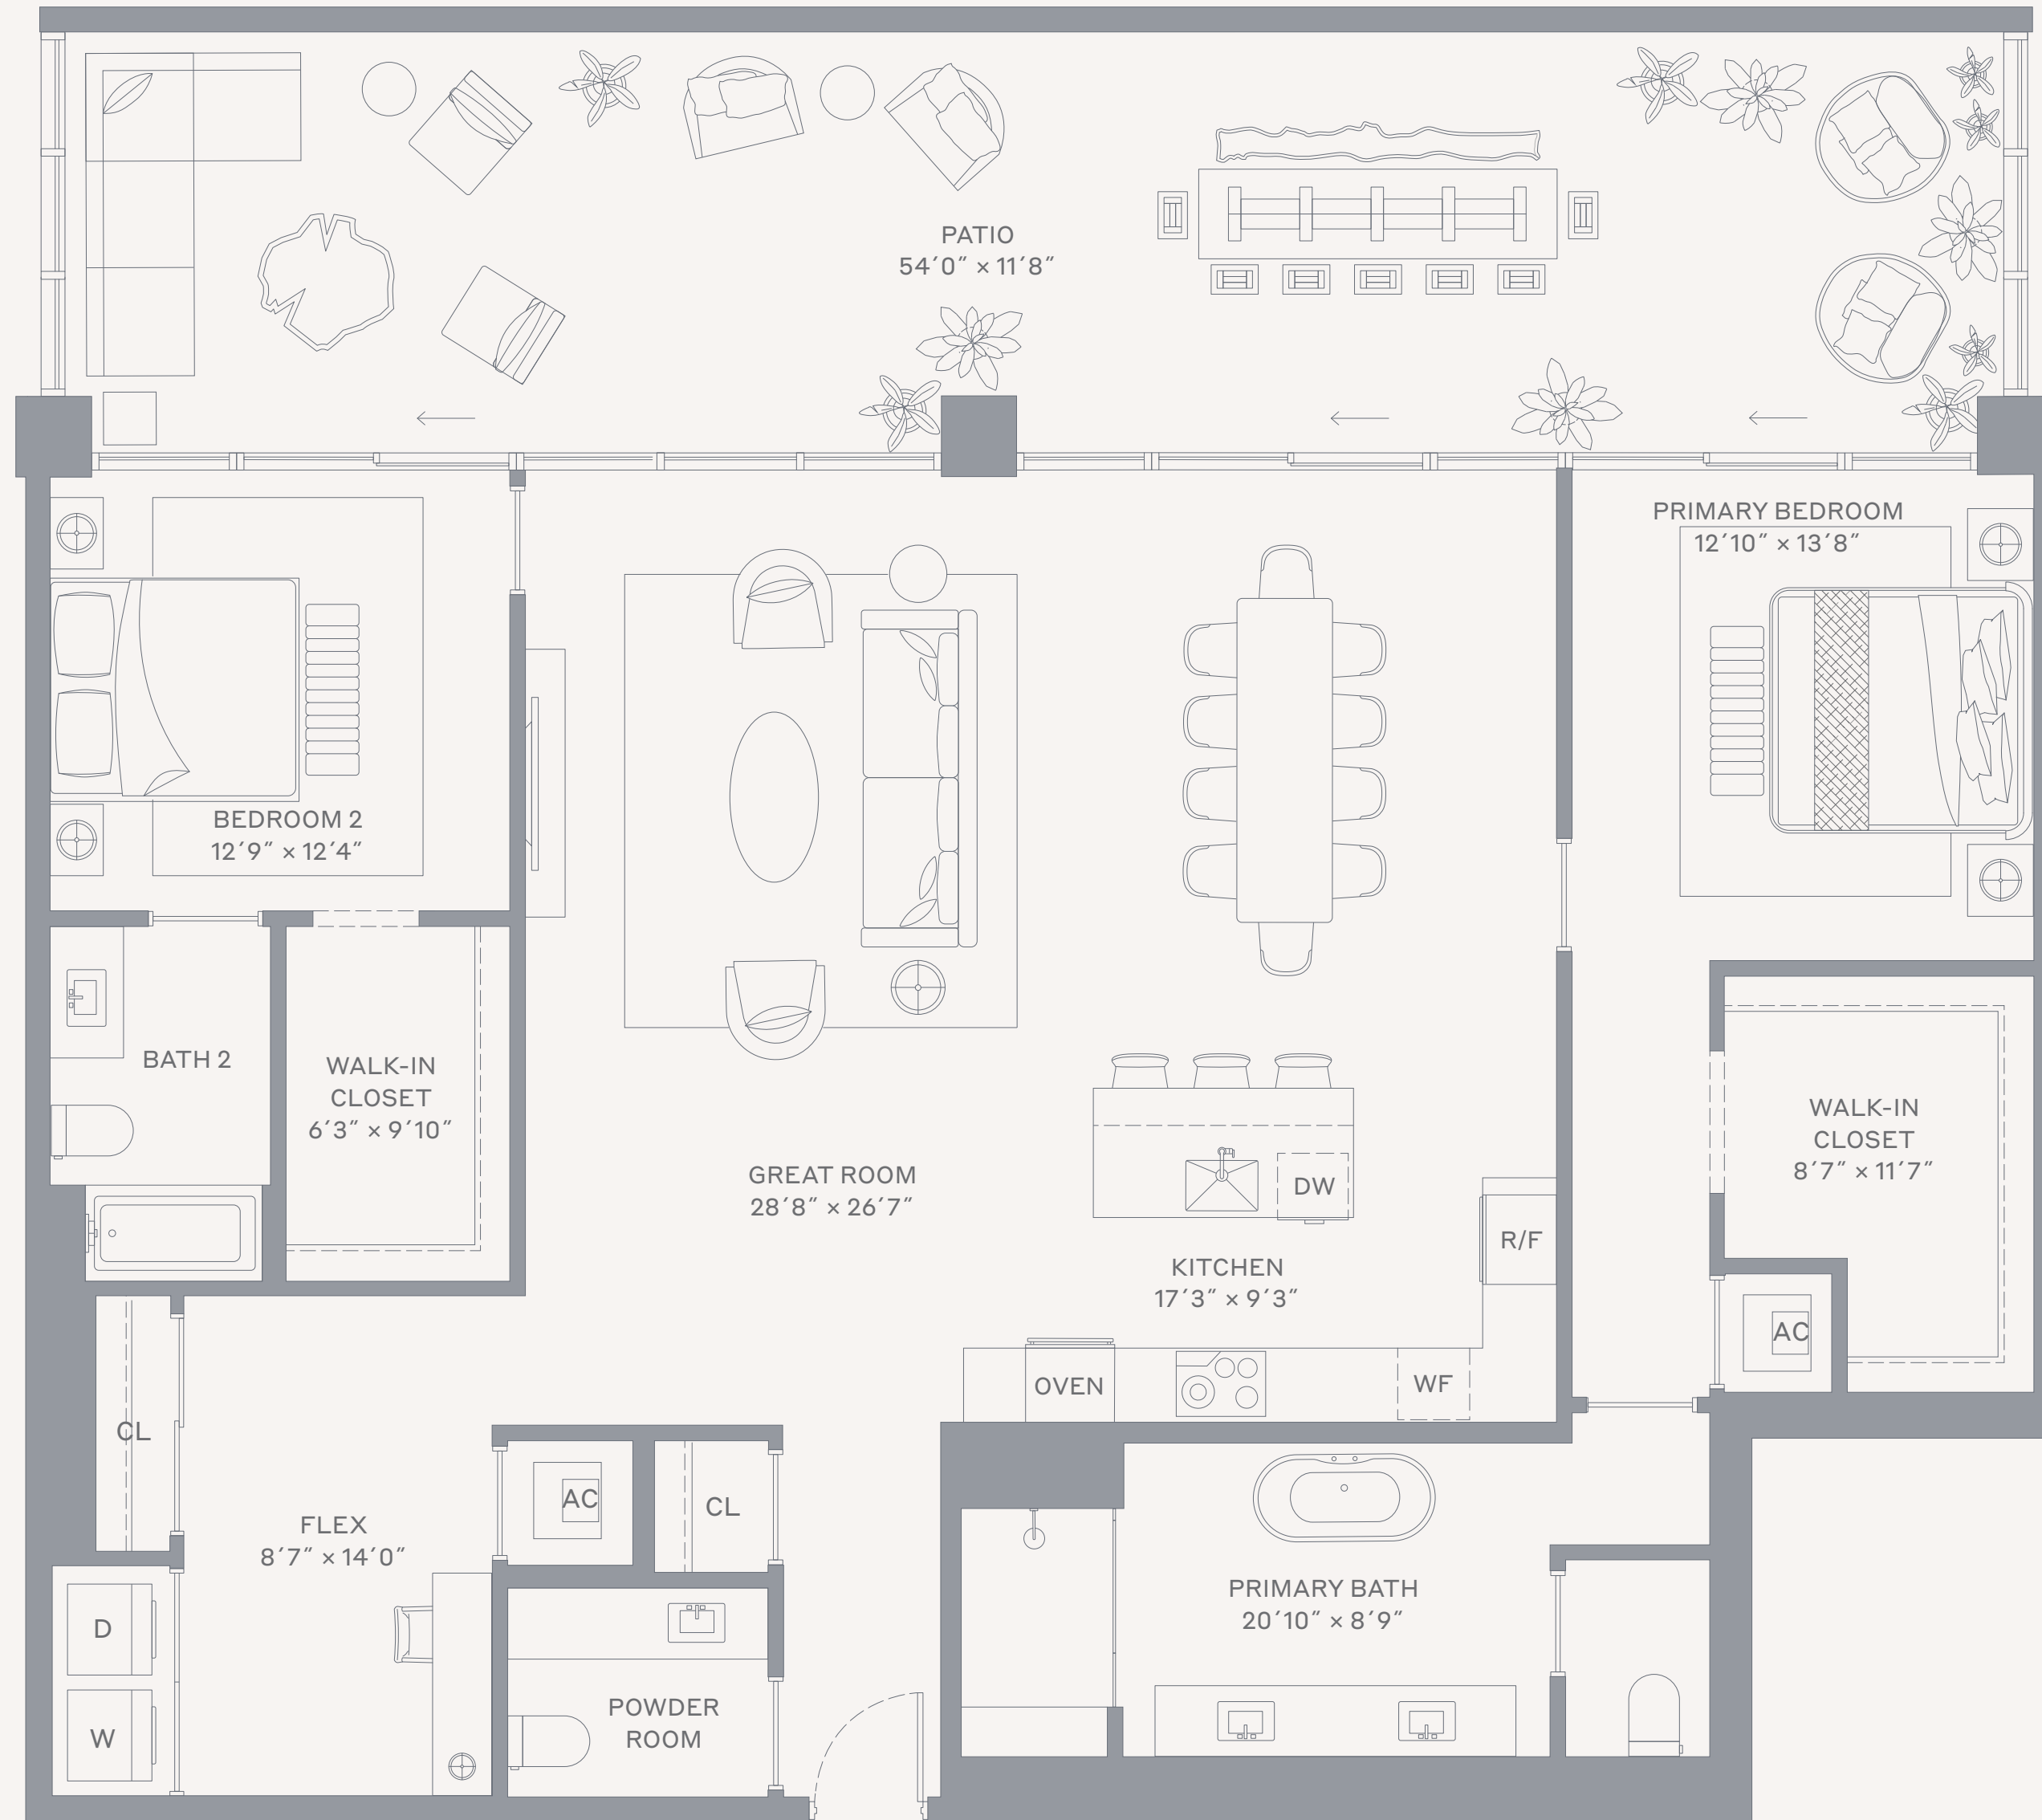 PATIO
54′0″ × 11′8″
PRIMARY BEDROOM
12′10″ × 13′8″
BEDROOM 2
12′9″ × 12′4″
BATH 2
WALK-IN
CLOSET
6′3″ × 9′10″
GREAT ROOM
28′8″ × 26′7″
DW
R/F
KITCHEN
17′3″ × 9′3″
WALK-IN
CLOSET
8′7″ × 11′7″
AC
OVEN
WF
CL
AC
CL
FLEX
8′7″ × 14′0″
PRIMARY BATH
20′10″ × 8′9″
D
W
POWDER
ROOM